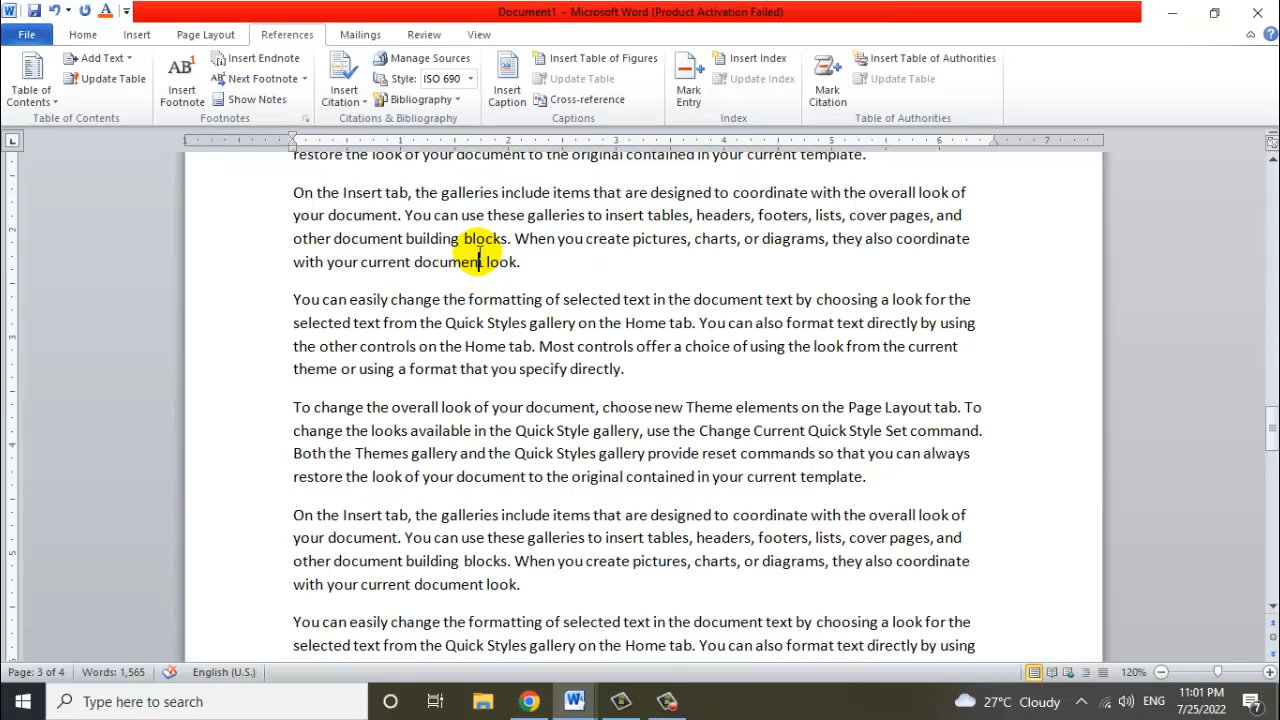 Document1 - Microsoft Word (Product Activation Failed)
File Home Insert Page Layout References Mailings Review View
Table of Contents
Add Text
Update Table
Table of Contents
Insert Footnote
Insert Endnote
Next Footnote
Show Notes
Footnotes
Insert Citation
Manage Sources
Style: ISO 690
Bibliography
Citations & Bibliography
Insert Caption
Insert Table of Figures
Update Table
Cross-reference
Captions
Mark Entry
Insert Index
Update Index
Index
Mark Citation
Insert Table of Authorities
Update Table
Table of Authorities
1 2 3 4 5 6 7
restore the look of your document to the original contained in your current template.
On the Insert tab, the galleries include items that are designed to coordinate with the overall look of
your document. You can use these galleries to insert tables, headers, footers, lists, cover pages, and
other document building blocks. When you create pictures, charts, or diagrams, they also coordinate
with your current document look.
You can easily change the formatting of selected text in the document text by choosing a look for the
selected text from the Quick Styles gallery on the Home tab. You can also format text directly by using
the other controls on the Home tab. Most controls offer a choice of using the look from the current
theme or using a format that you specify directly.
To change the overall look of your document, choose new Theme elements on the Page Layout tab. To
change the looks available in the Quick Style gallery, use the Change Current Quick Style Set command.
Both the Themes gallery and the Quick Styles gallery provide reset commands so that you can always
restore the look of your document to the original contained in your current template.
On the Insert tab, the galleries include items that are designed to coordinate with the overall look of
your document. You can use these galleries to insert tables, headers, footers, lists, cover pages, and
other document building blocks. When you create pictures, charts, or diagrams, they also coordinate
with your current document look.
You can easily change the formatting of selected text in the document text by choosing a look for the
selected text from the Quick Styles gallery on the Home tab. You can also format text directly by using
Page: 3 of 4 Words: 1,565 English (U.S.) 120%
Type here to search
27°C Cloudy ENG
11:01 PM
7/25/2022